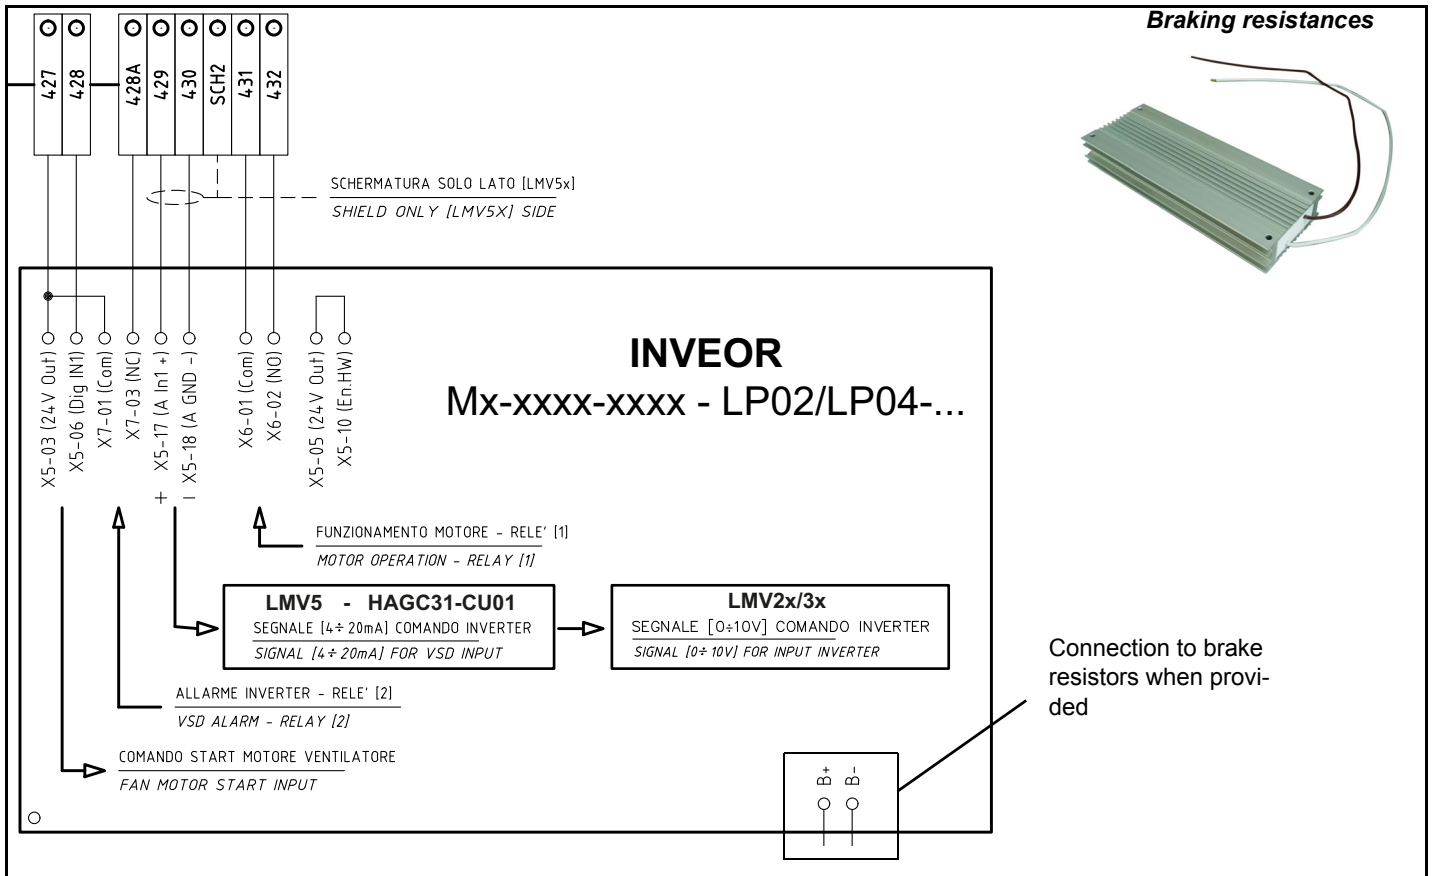 Braking resistances
427
428
428A
429
430
SCH2
431
432
SCHERMATURA SOLO LATO [LMV5x]
SHIELD ONLY [LMV5X] SIDE
X5-03 (24V Out)
X5-06 (Dig IN1)
X7-01 (Com)
X7-03 (NC)
+ X5-17 (A In1 +)
- X5-18 (A GND -)
X6-01 (Com)
X6-02 (NO)
X5-05 (24V Out)
X5-10 (En.HW)
INVEOR
Mx-xxxx-xxxx - LP02/LP04-...
FUNZIONAMENTO MOTORE - RELE' [1]
MOTOR OPERATION - RELAY [1]
LMV5 - HAGC31-CU01
SEGNALE [4÷20mA] COMANDO INVERTER
SIGNAL [4÷20mA] FOR VSD INPUT
LMV2x/3x
SEGNALE [0÷10V] COMANDO INVERTER
SIGNAL [0÷10V] FOR INPUT INVERTER
ALLARME INVERTER - RELE' [2]
VSD ALARM - RELAY [2]
COMANDO START MOTORE VENTILATORE
FAN MOTOR START INPUT
Connection to brake
resistors when provi-
ded
B+
B-